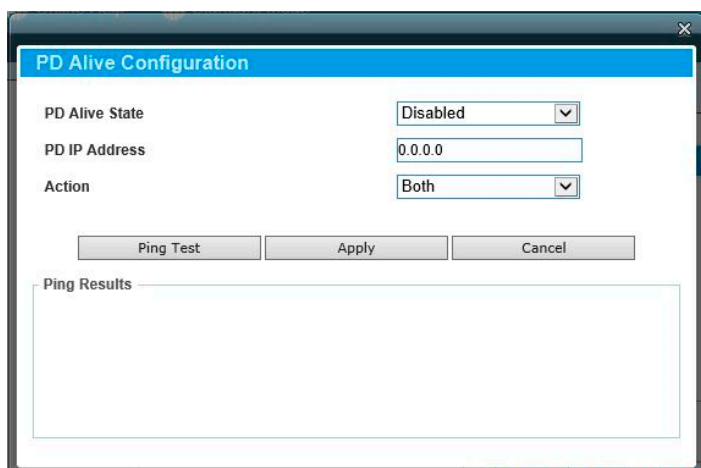 PD Alive Configuration
PD Alive State Disabled
PD IP Address 0.0.0.0
Action Both
Ping Test Apply Cancel
Ping Results